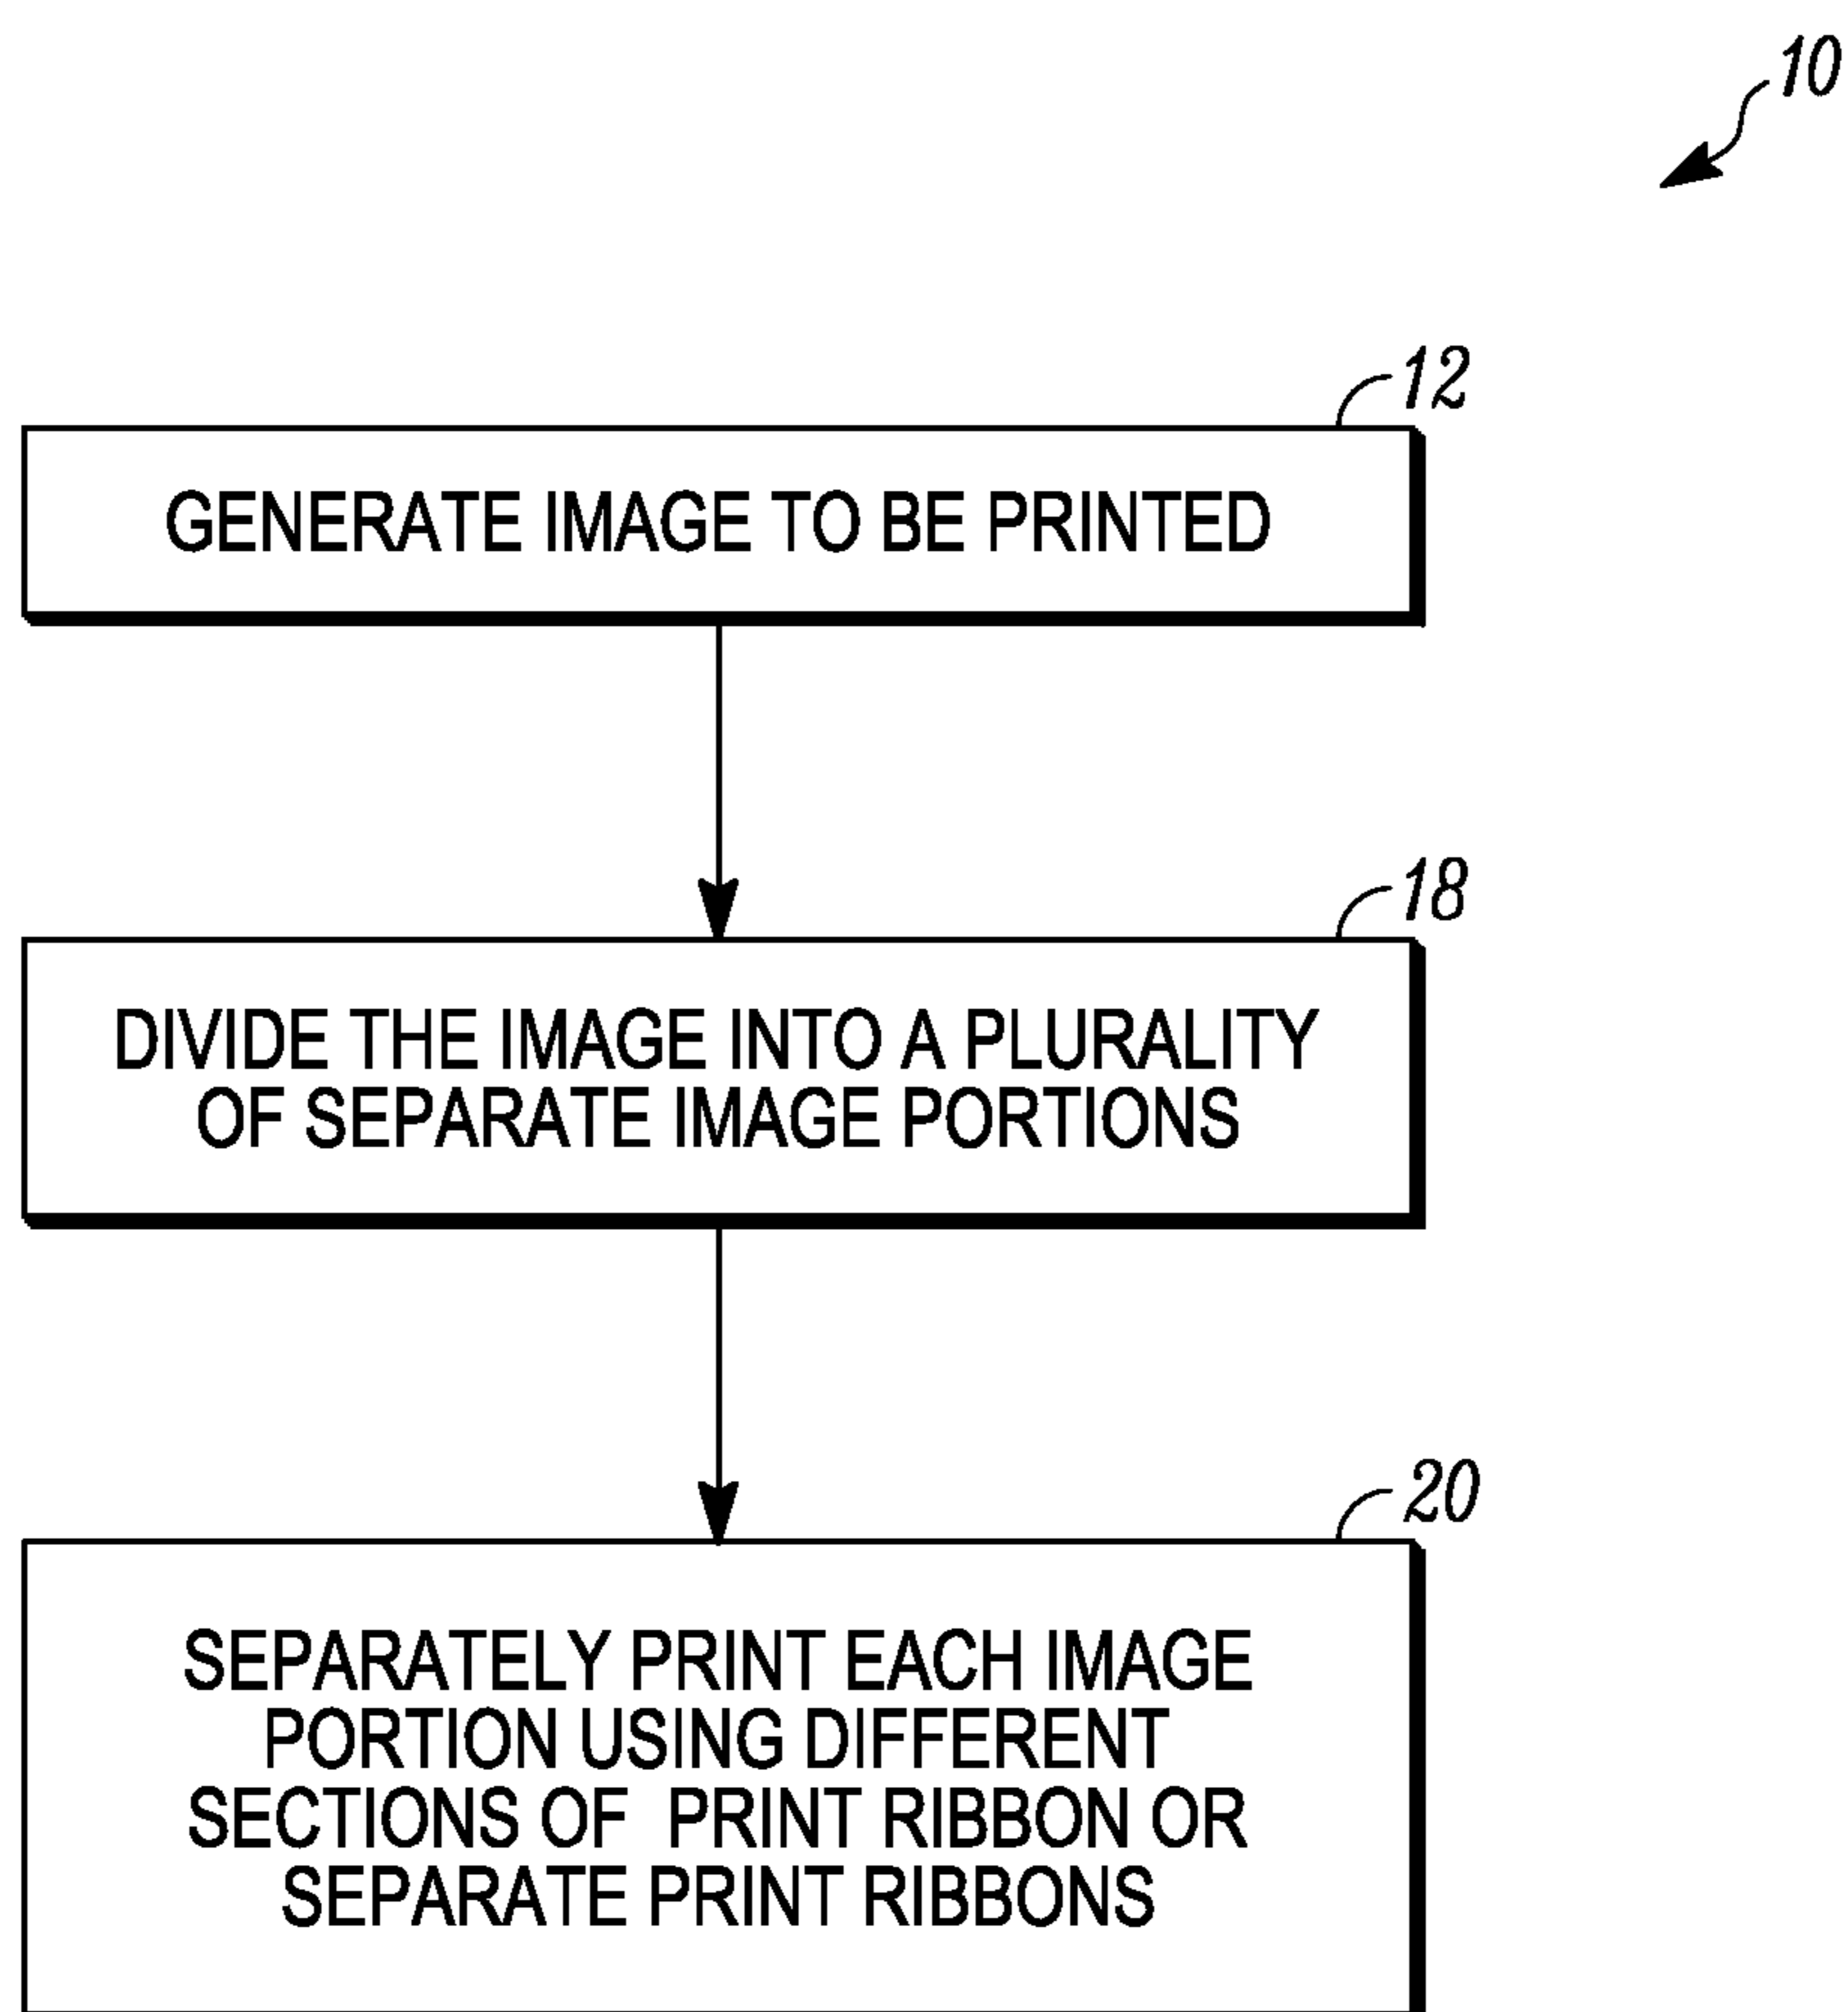 10
12
GENERATE IMAGE TO BE PRINTED
18
DIVIDE THE IMAGE INTO A PLURALITY
OF SEPARATE IMAGE PORTIONS
20
SEPARATELY PRINT EACH IMAGE
PORTION USING DIFFERENT
SECTIONS OF PRINT RIBBON OR
SEPARATE PRINT RIBBONS